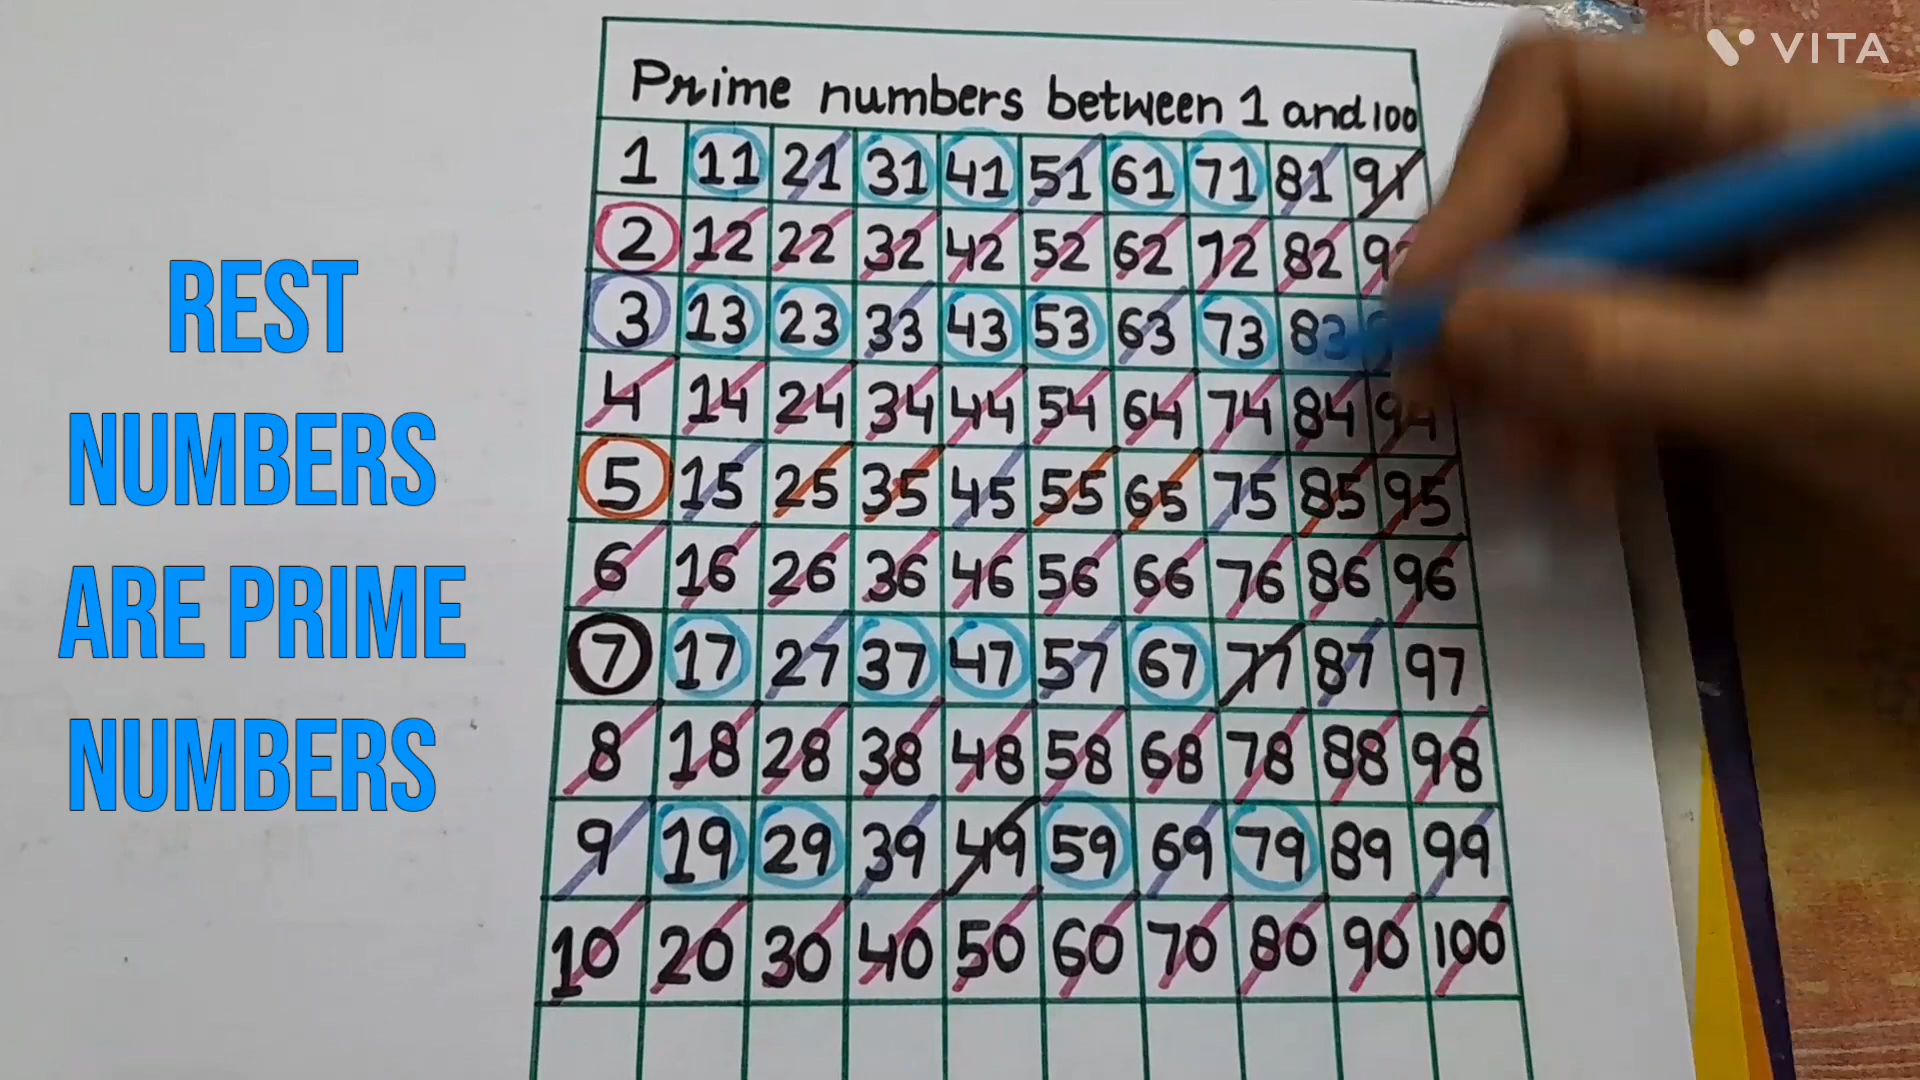 VITA
Prime numbers between 1 and 100
1 11 21 31 41 51 61 71 81 91
2 12 22 32 42 52 62 72 82
3 13 23 33 43 53 63 73 83
4 14 24 34 44 54 64 74 84 94
5 15 25 35 45 55 65 75 85 95
6 16 26 36 46 56 66 76 86 96
7 17 27 37 47 57 67 77 87 97
8 18 28 38 48 58 68 78 88 98
9 19 29 39 49 59 69 79 89 99
10 20 30 40 50 60 70 80 90 100
REST
NUMBERS
ARE PRIME
NUMBERS